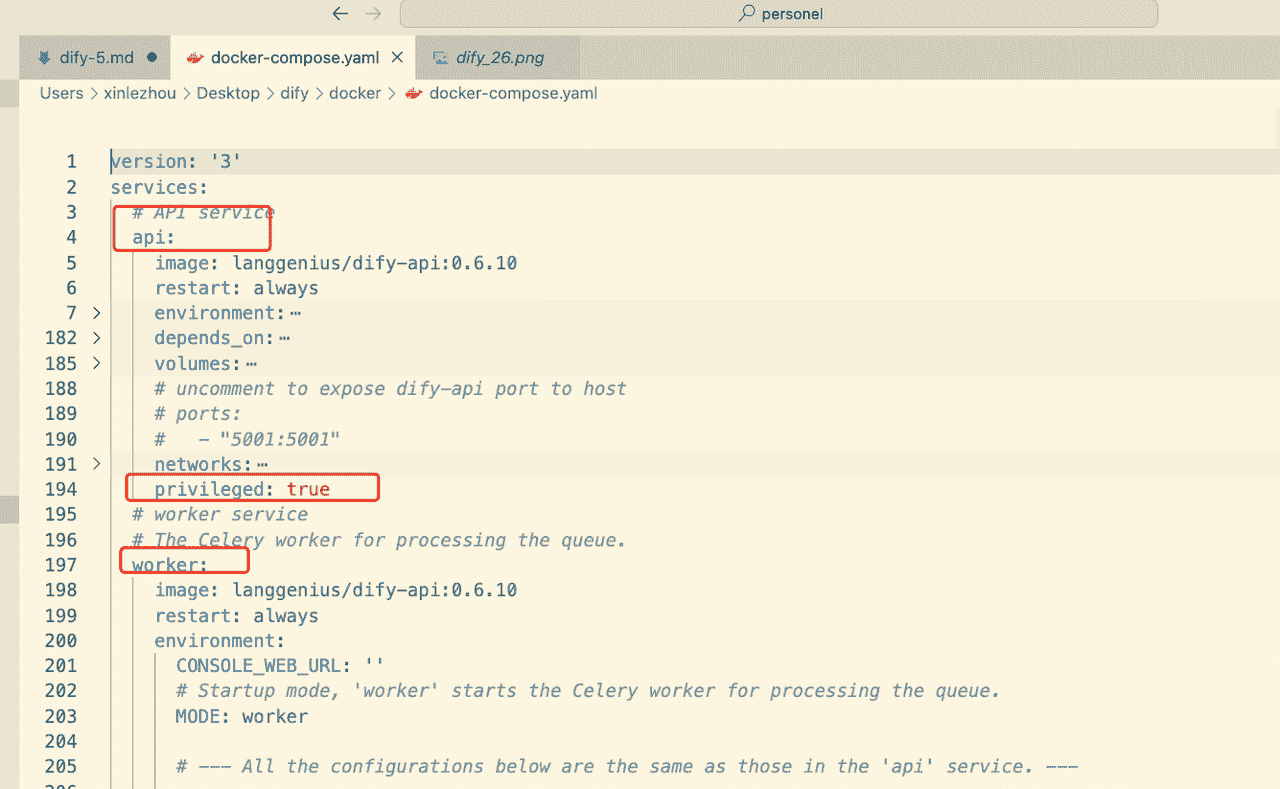 personel
dify-5.md
docker-compose.yaml
dify_26.png
Users > xinlezhou > Desktop > dify > docker > docker-compose.yaml
1 version: '3'
2 services:
3 # API service
4 api:
5 image: langgenius/dify-api:0.6.10
6 restart: always
7 environment: ⋯
182 depends_on: ⋯
185 volumes: ⋯
188 # uncomment to expose dify-api port to host
189 # ports:
190 #   - "5001:5001"
191 networks: ⋯
194 privileged: true
195 # worker service
196 # The Celery worker for processing the queue.
197 worker:
198 image: langgenius/dify-api:0.6.10
199 restart: always
200 environment:
201 CONSOLE_WEB_URL: ''
202 # Startup mode, 'worker' starts the Celery worker for processing the queue.
203 MODE: worker
204
205 # --- All the configurations below are the same as those in the 'api' service. ---